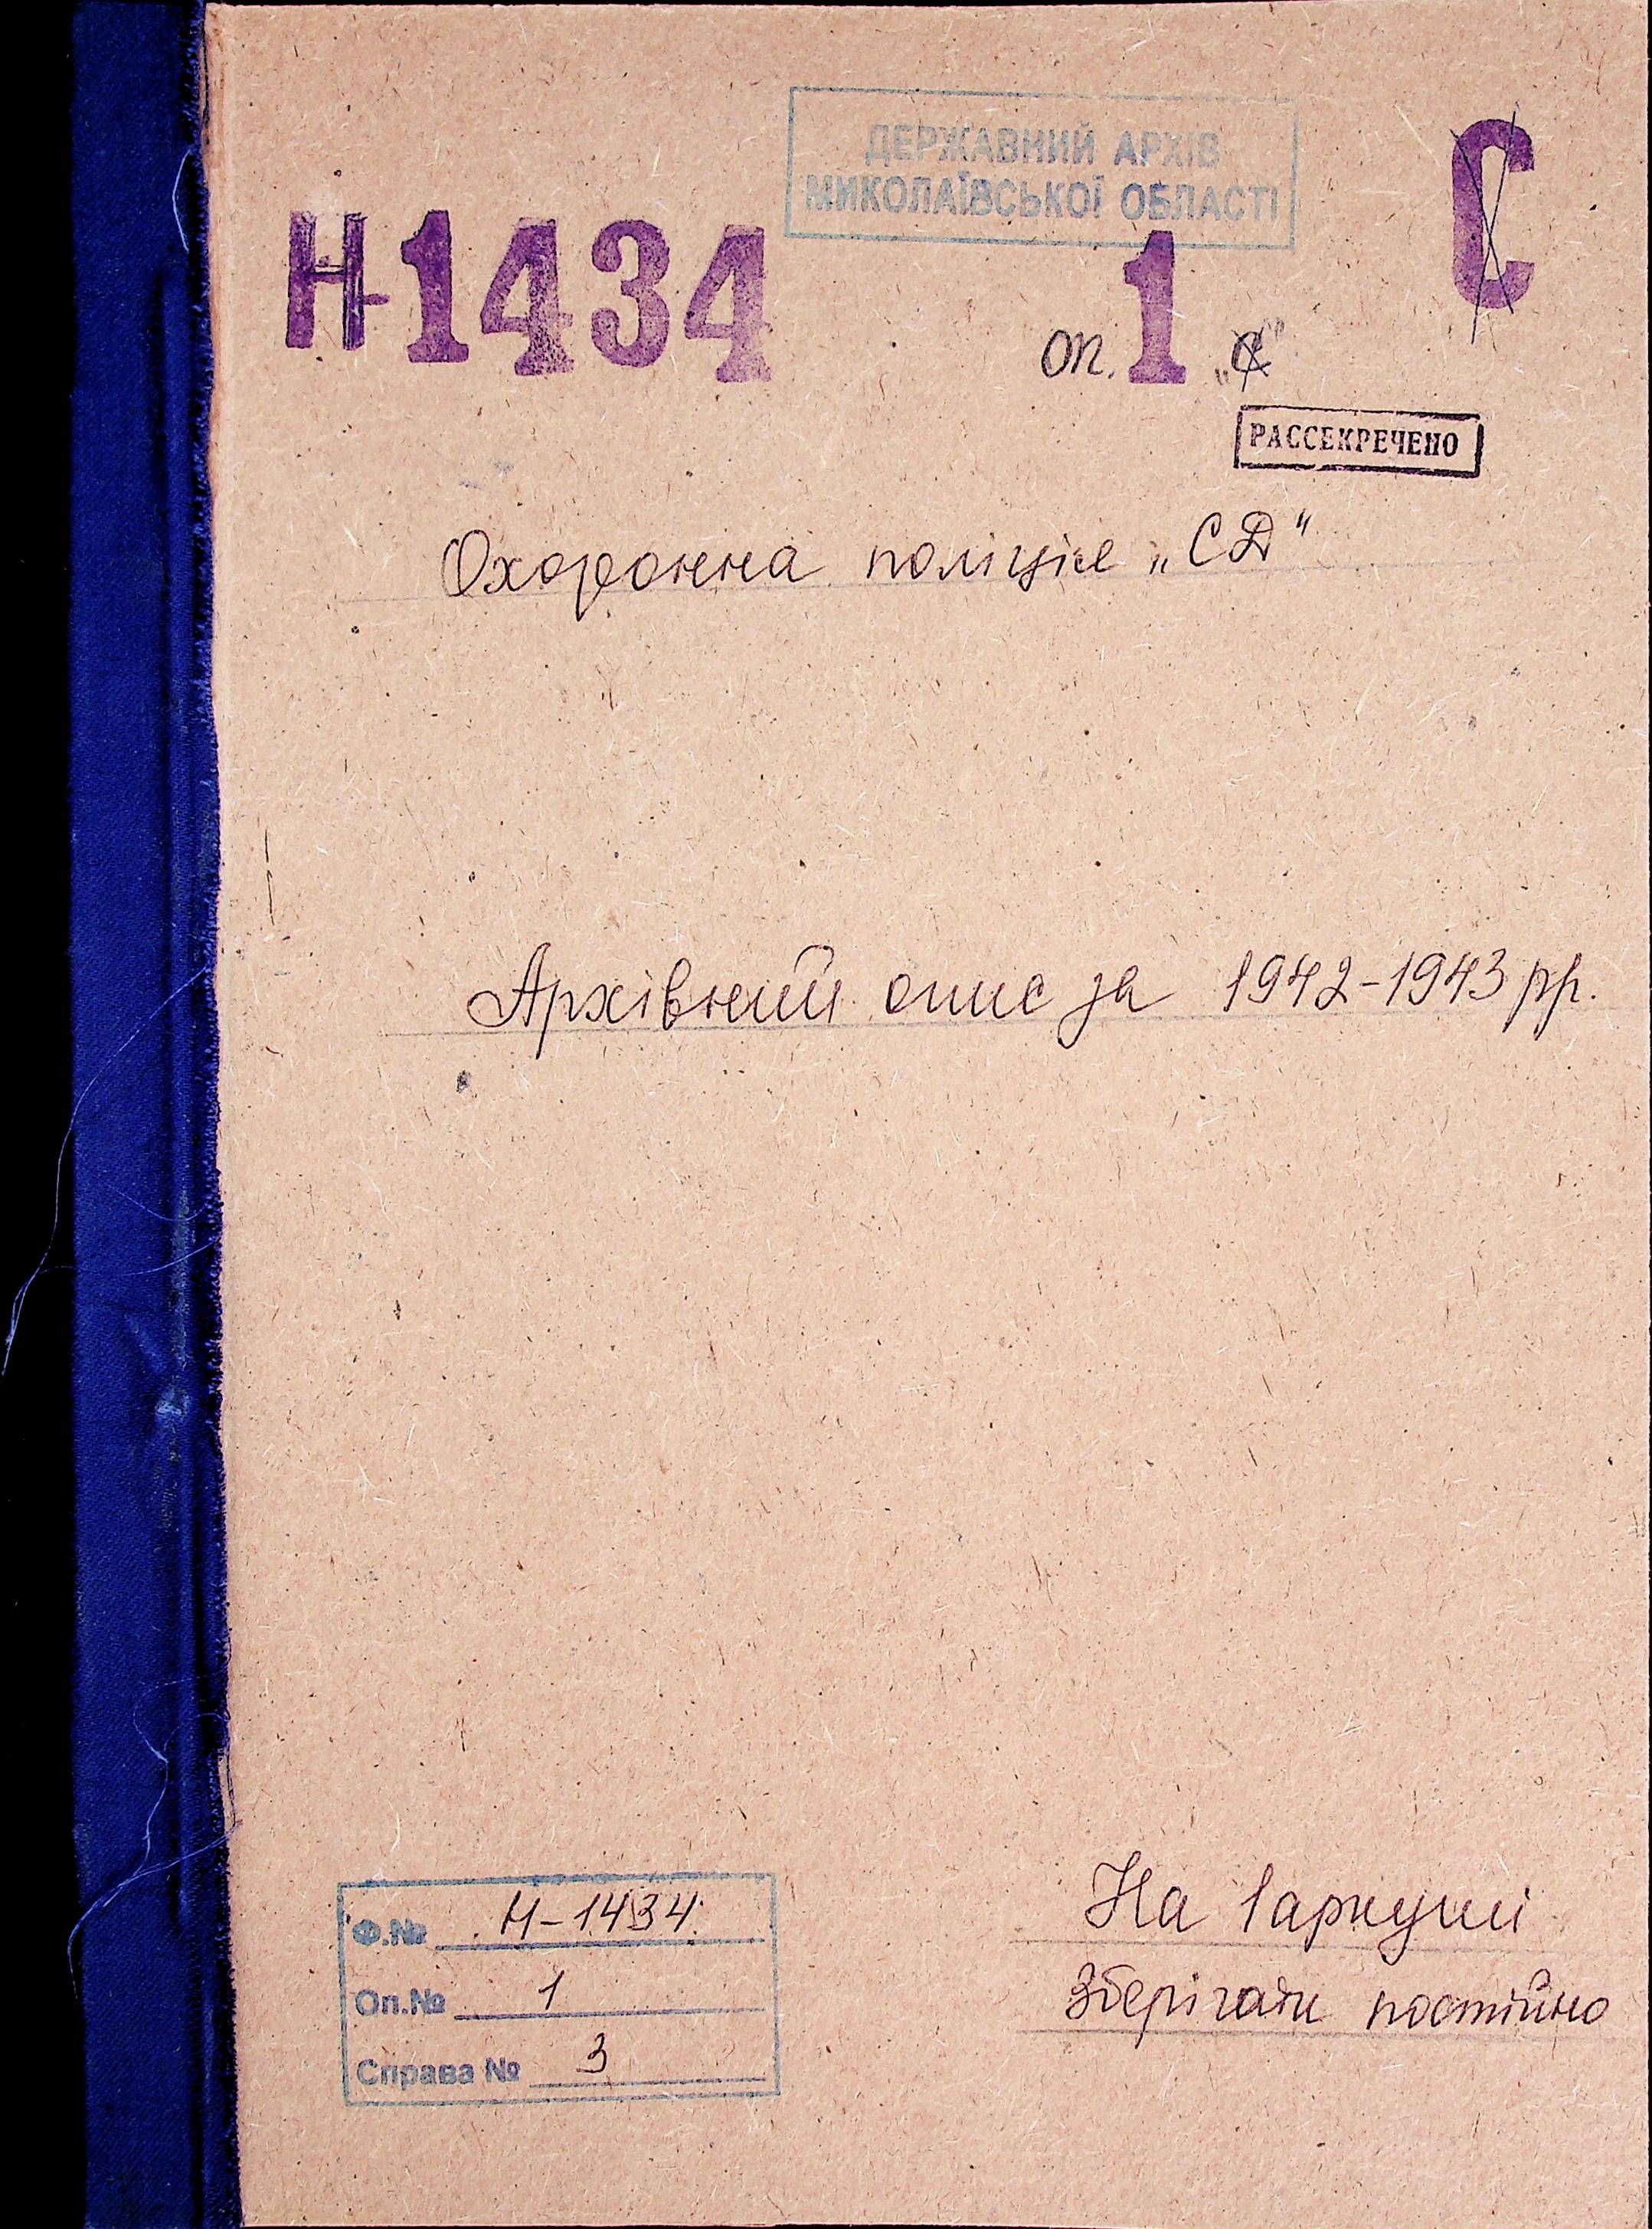 ДЕРЖАВНИЙ АРХІВ
МИКОЛАЇВСЬКОЇ ОБЛАСТІ
С
Н-1434
оп. 1 „С"
РАССЕКРЕЧЕНО
Охоронна поліція „СД"
Архівний опис за 1942-1943 рр.
Ф.№ Н-1434
Оп.№ 1
Справа № 3
На 1 аркуші
Зберігати постійно